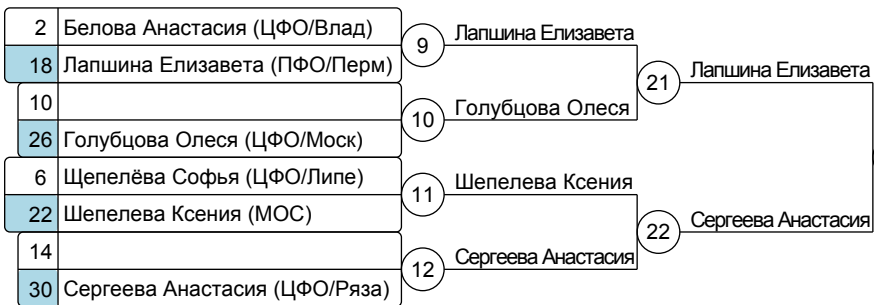 2 Белова Анастасия (ЦФО/Влад)
18 Лапшина Елизавета (ПФО/Перм)
10
26 Голубцова Олеся (ЦФО/Моск)
6 Щепелёва Софья (ЦФО/Липе)
22 Шепелева Ксения (МОС)
14
30 Сергеева Анастасия (ЦФО/Ряза)
9 Лапшина Елизавета
10 Голубцова Олеся
11 Шепелева Ксения
12 Сергеева Анастасия
21 Лапшина Елизавета
22 Сергеева Анастасия